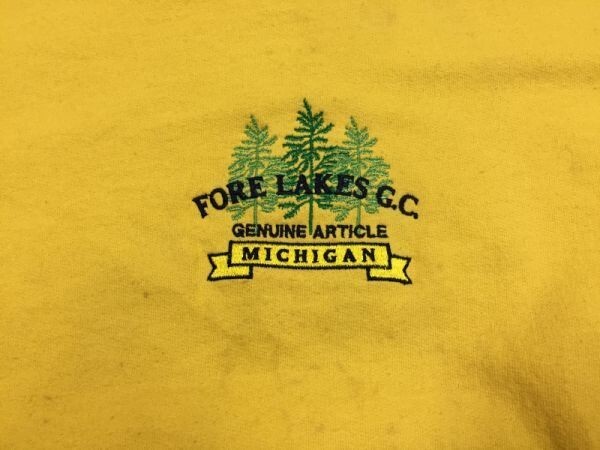 FORE LAKES G.C.
GENUINE ARTICLE
MICHIGAN